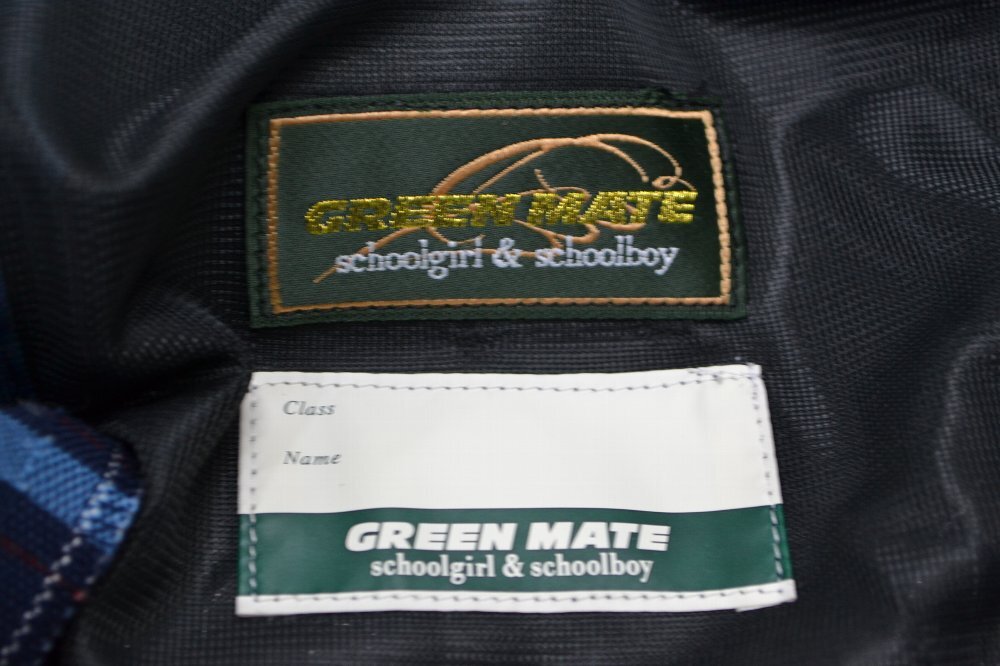 GREEN MATE
schoolgirl & schoolboy
Class
Name
GREEN MATE
schoolgirl & schoolboy